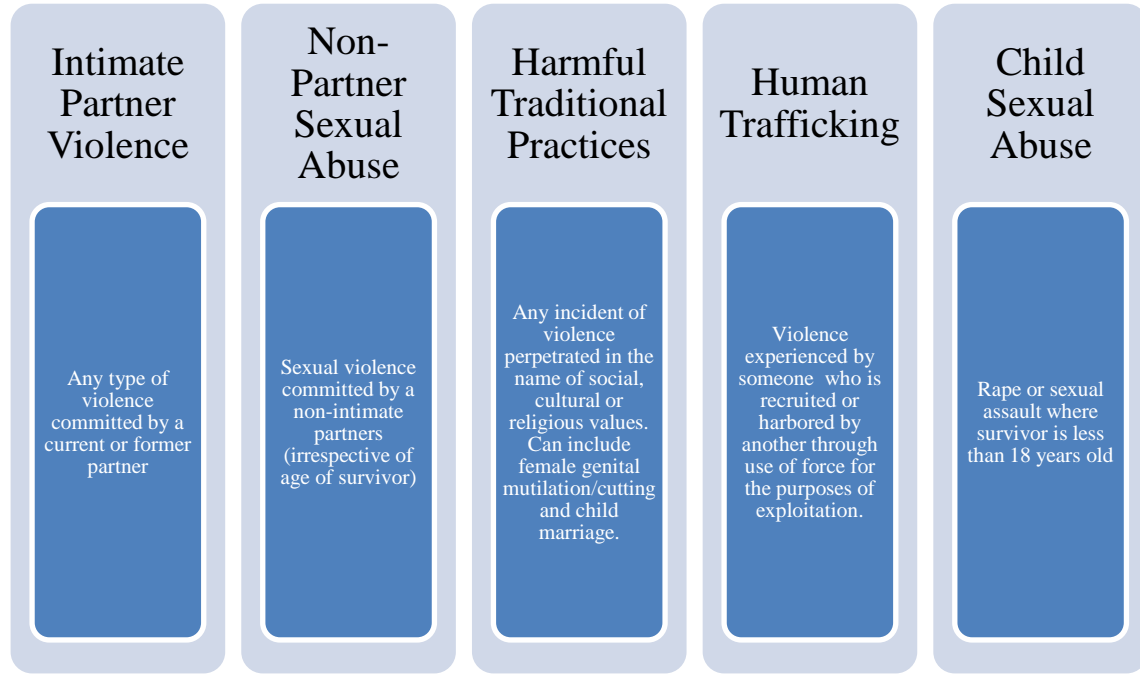 Intimate
Partner
Violence
Any type of
violence
committed by a
current or former
partner
Non-
Partner
Sexual
Abuse
Sexual violence
committed by a
non-intimate
partners
(irrespective of
age of survivor)
Harmful
Traditional
Practices
Any incident of
violence
perpetrated in the
name of social,
cultural or
religious values.
Can include
female genital
mutilation/cutting
and child
marriage.
Human
Trafficking
Violence
experienced by
someone who is
recruited or
harbored by
another through
use of force for
the purposes of
exploitation.
Child
Sexual
Abuse
Rape or sexual
assault where
survivor is less
than 18 years old